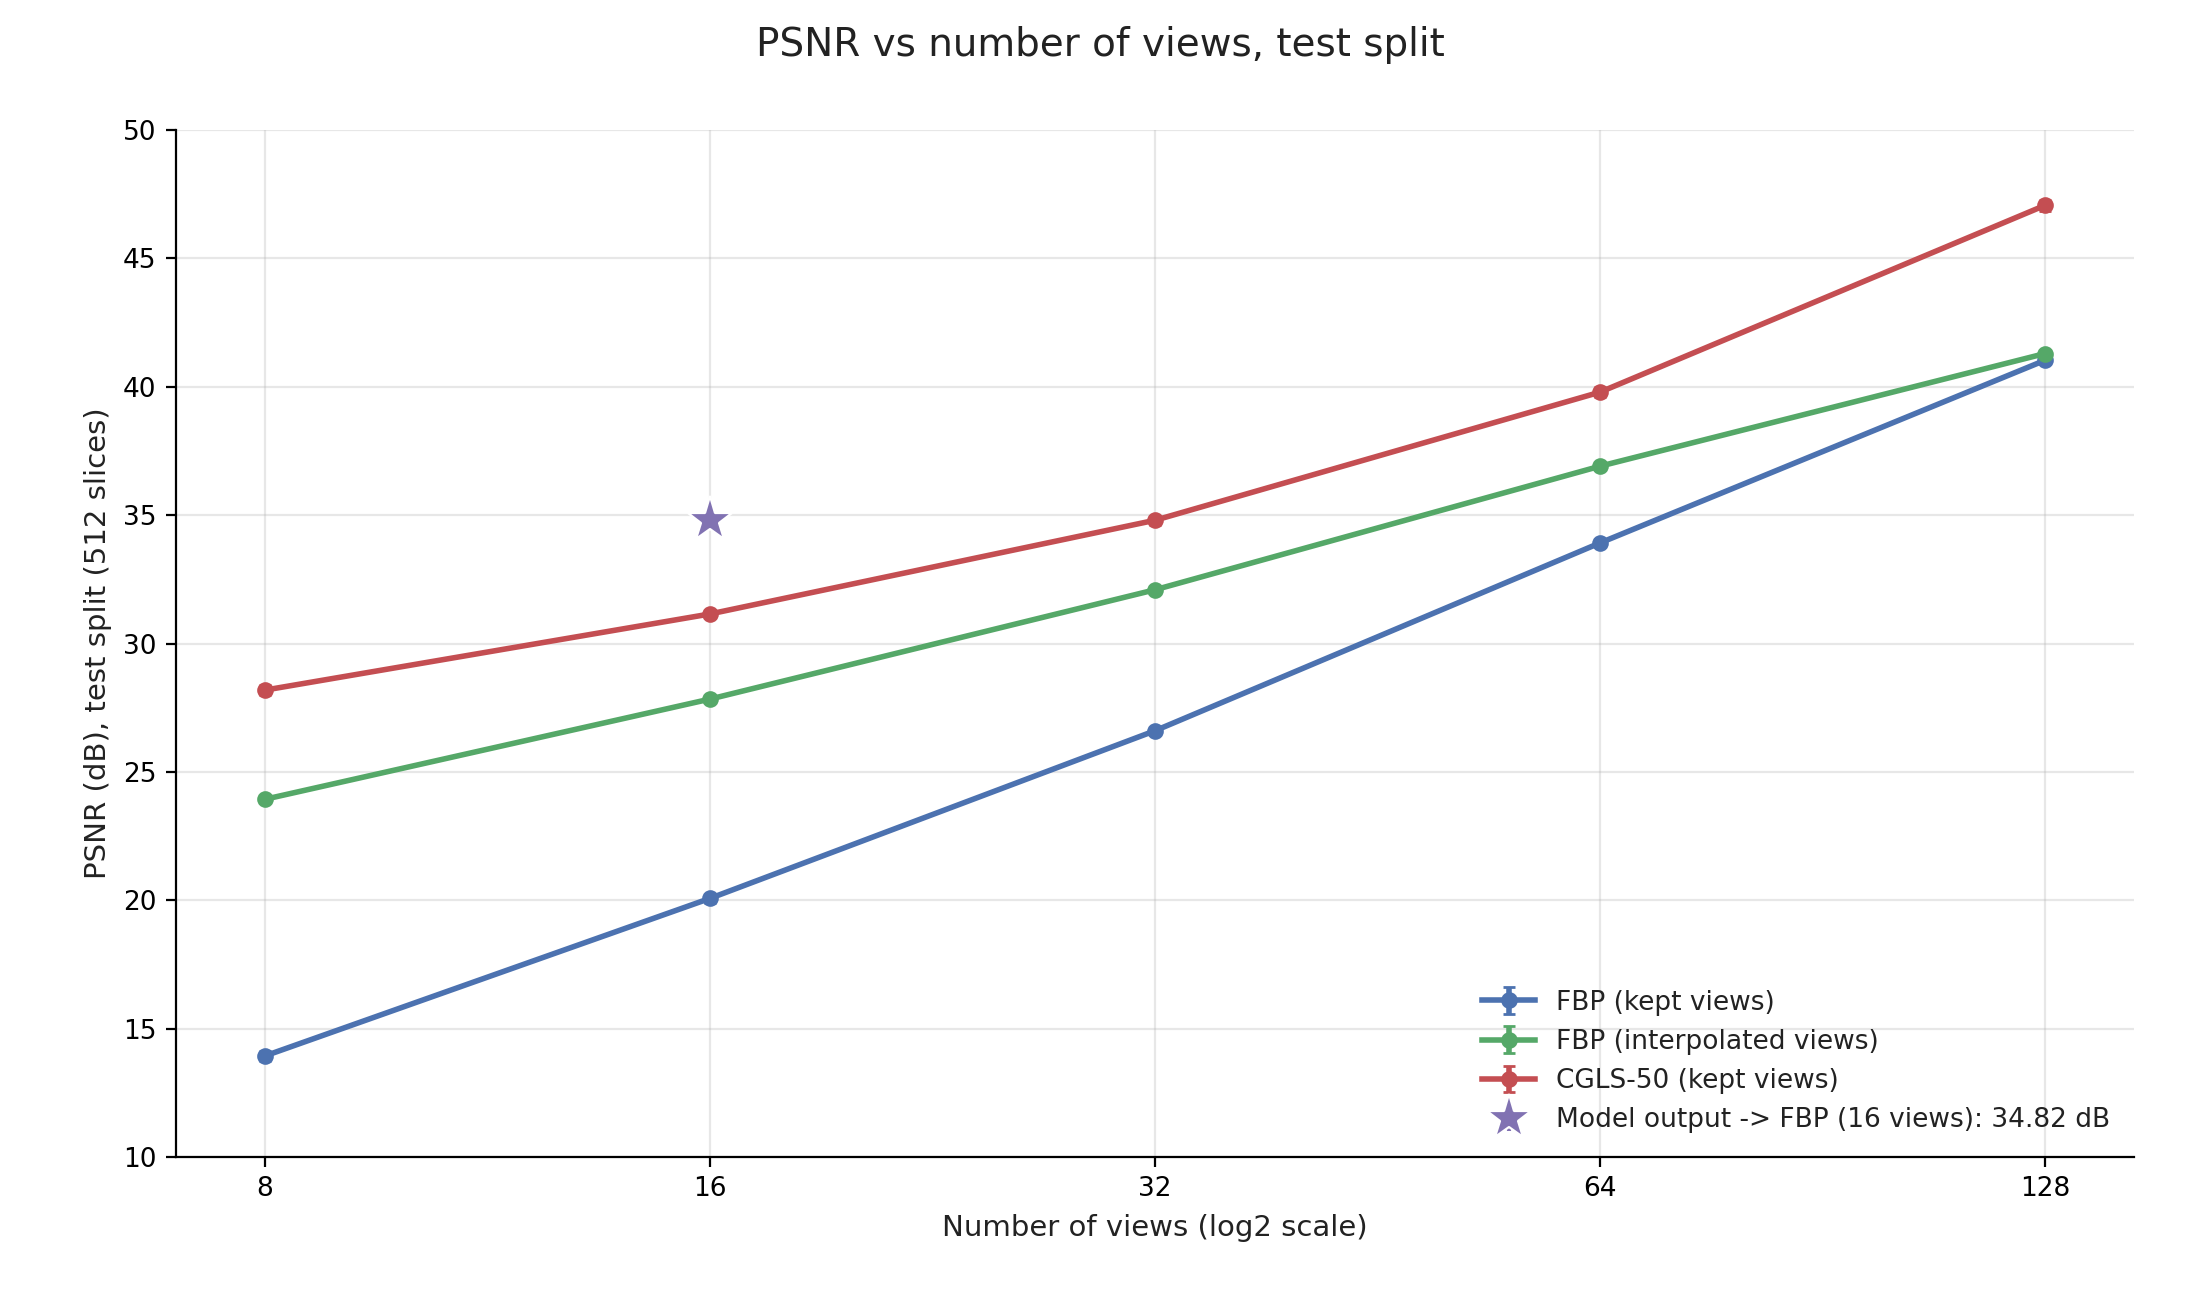 PSNR vs number of views, test split
PSNR (dB), test split (512 slices)
50
45
40
35
30
25
20
15
10
8 16 32 64 128
Number of views (log2 scale)
FBP (kept views)
FBP (interpolated views)
CGLS-50 (kept views)
Model output -> FBP (16 views): 34.82 dB